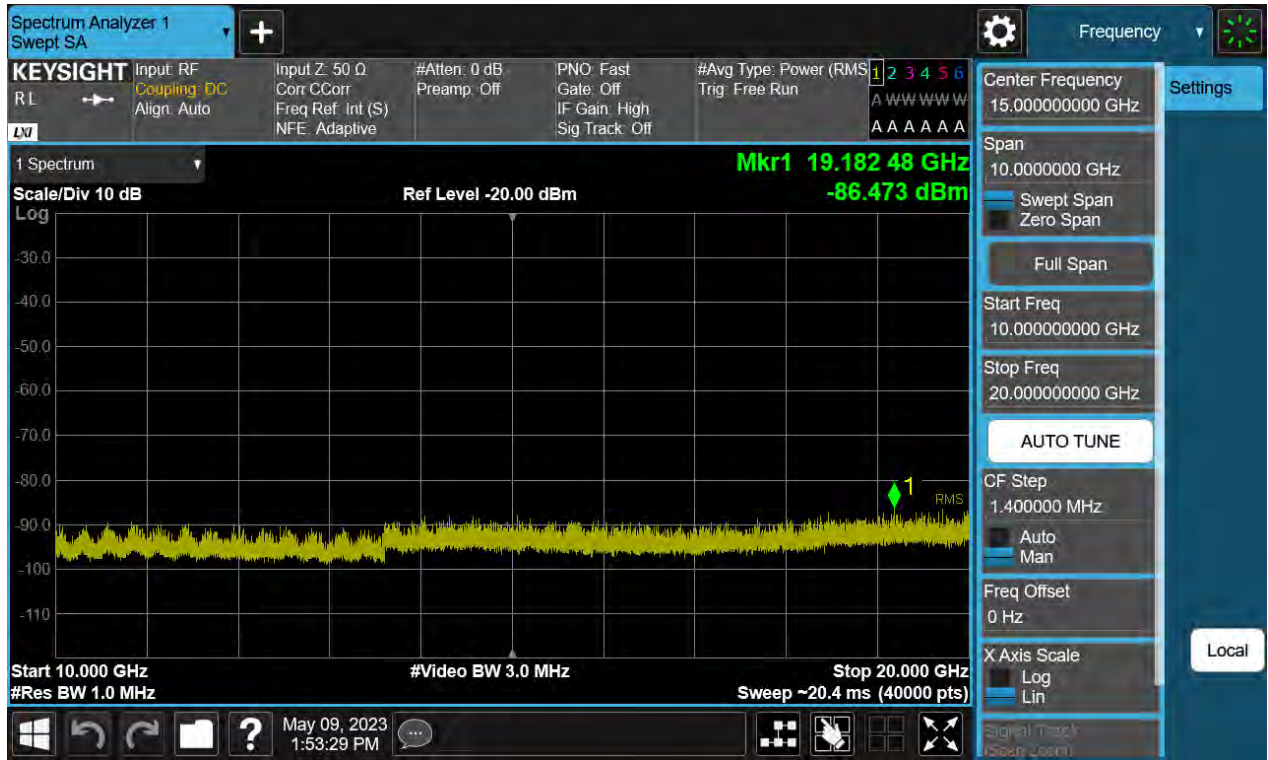 Spectrum Analyzer 1
Swept SA
+
Frequency
KEYSIGHT
RL
LXI
Input: RF
Coupling: DC
Align: Auto
Input Z: 50 Ω
Corr CCorr
Freq Ref: Int (S)
NFE: Adaptive
#Atten: 0 dB
Preamp: Off
PNO: Fast
Gate: Off
IF Gain: High
Sig Track: Off
#Avg Type: Power (RMS
Trig: Free Run
1 2 3 4 5 6
A W W W W W
A A A A A A
1 Spectrum
Mkr1 19.182 48 GHz
Scale/Div 10 dB
Ref Level -20.00 dBm
-86.473 dBm
Log
-30.0
-40.0
-50.0
-60.0
-70.0
-80.0
-90.0
-100
-110
1
RMS
Start 10.000 GHz
#Video BW 3.0 MHz
Stop 20.000 GHz
#Res BW 1.0 MHz
Sweep ~20.4 ms (40000 pts)
May 09, 2023
1:53:29 PM
Center Frequency
15.000000000 GHz
Span
10.0000000 GHz
Swept Span
Zero Span
Full Span
Start Freq
10.000000000 GHz
Stop Freq
20.000000000 GHz
AUTO TUNE
CF Step
1.400000 MHz
Auto
Man
Freq Offset
0 Hz
X Axis Scale
Log
Lin
Signal Track
(Span Zoom)
Settings
Local